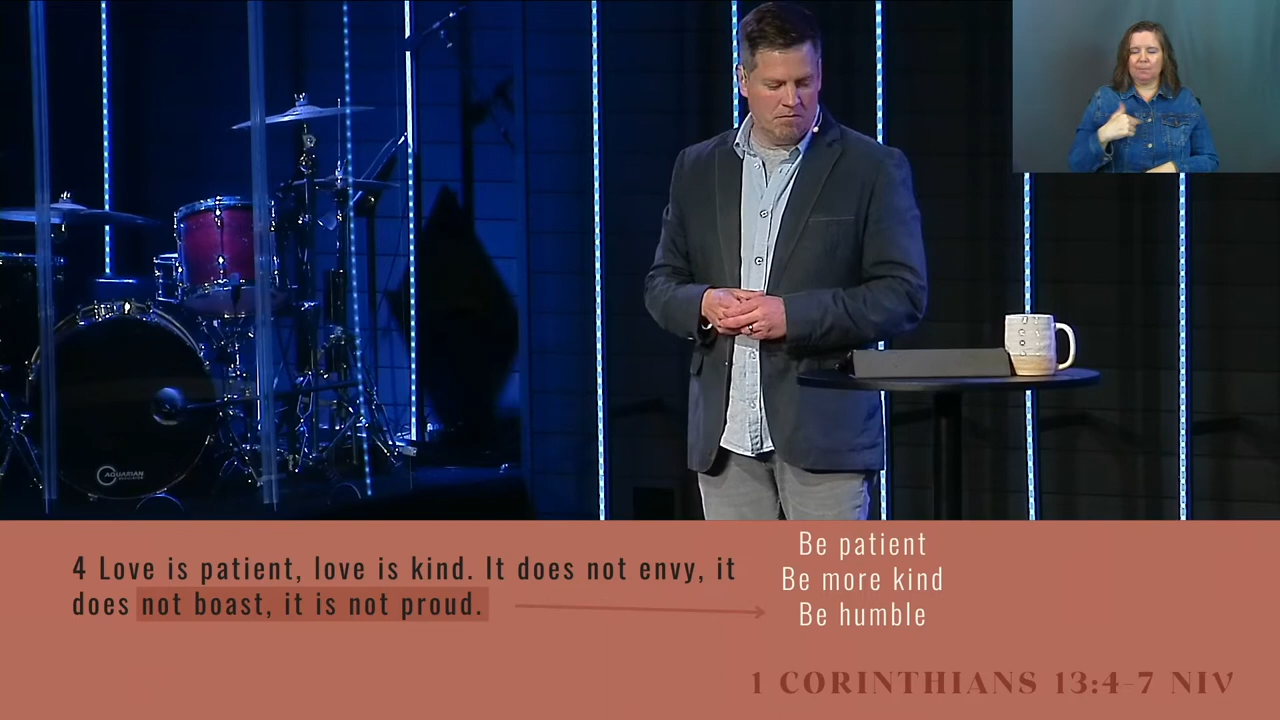 AQUARIAN
4 Love is patient, love is kind. It does not envy, it
does not boast, it is not proud.
Be patient
Be more kind
Be humble
1 CORINTHIANS 13:4-7 NIV